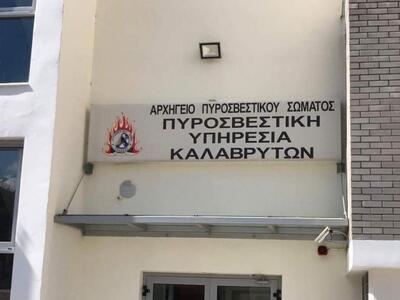 ΑΡΧΗΓΕΙΟ ΠΥΡΟΣΒΕΣΤΙΚΟΥ ΣΩΜΑΤΟΣ
ΠΥΡΟΣΒΕΣΤΙΚΗ
ΥΠΗΡΕΣΙΑ
ΚΑΛΑΒΡΥΤΩΝ